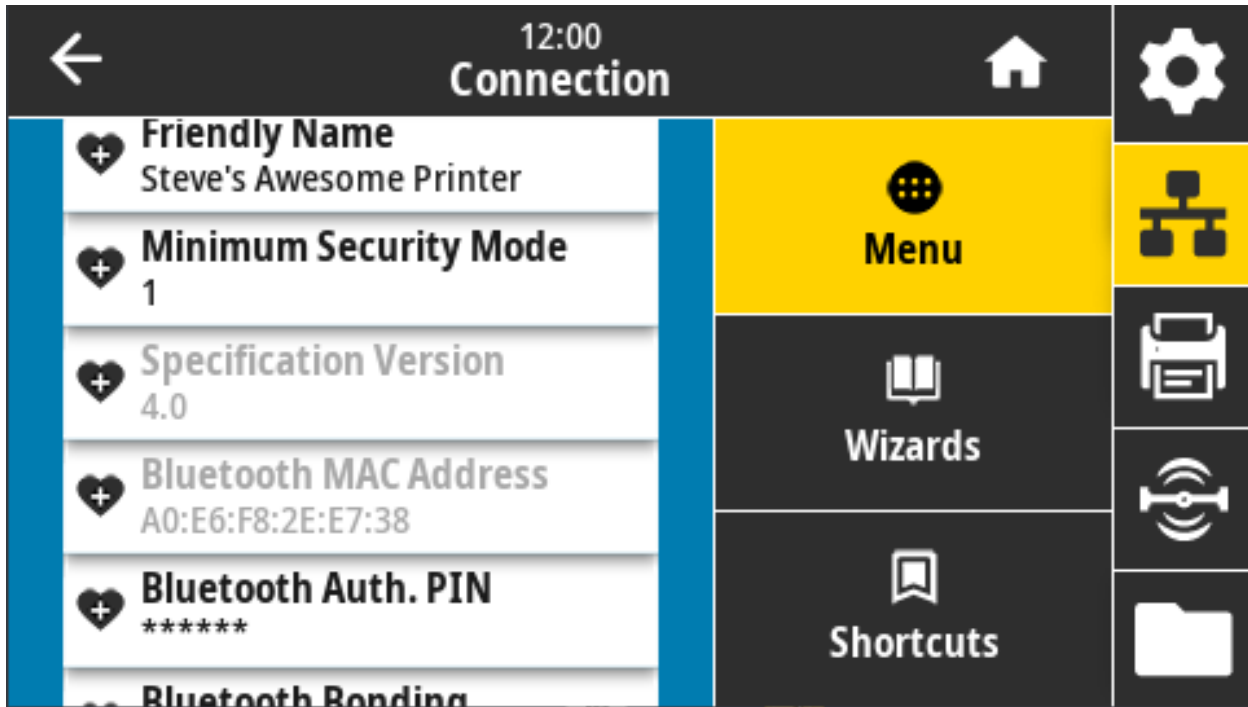 12:00
Connection
Friendly Name
Steve's Awesome Printer
Minimum Security Mode
1
Specification Version
4.0
Bluetooth MAC Address
A0:E6:F8:2E:E7:38
Bluetooth Auth. PIN
******
Bluetooth Bonding
Menu
Wizards
Shortcuts